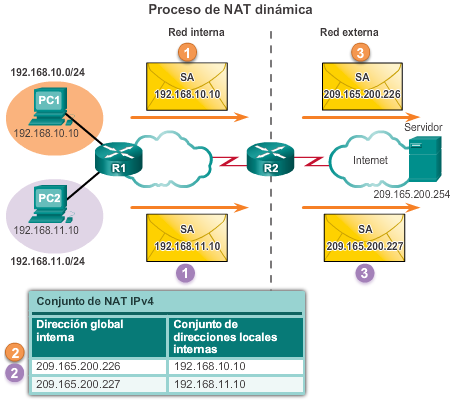 Proceso de NAT dinámica
Red interna
Red externa
1
3
192.168.10.0/24
SA
192.168.10.10
SA
209.165.200.226
PC1
192.168.10.10
Servidor
R1
R2
Internet
209.165.200.254
PC2
192.168.11.10
SA
192.168.11.10
SA
209.165.200.227
192.168.11.0/24
1
3
Conjunto de NAT IPv4
Dirección global
interna
Conjunto de
direcciones locales
internas
2
209.165.200.226
192.168.10.10
2
209.165.200.227
192.168.11.10